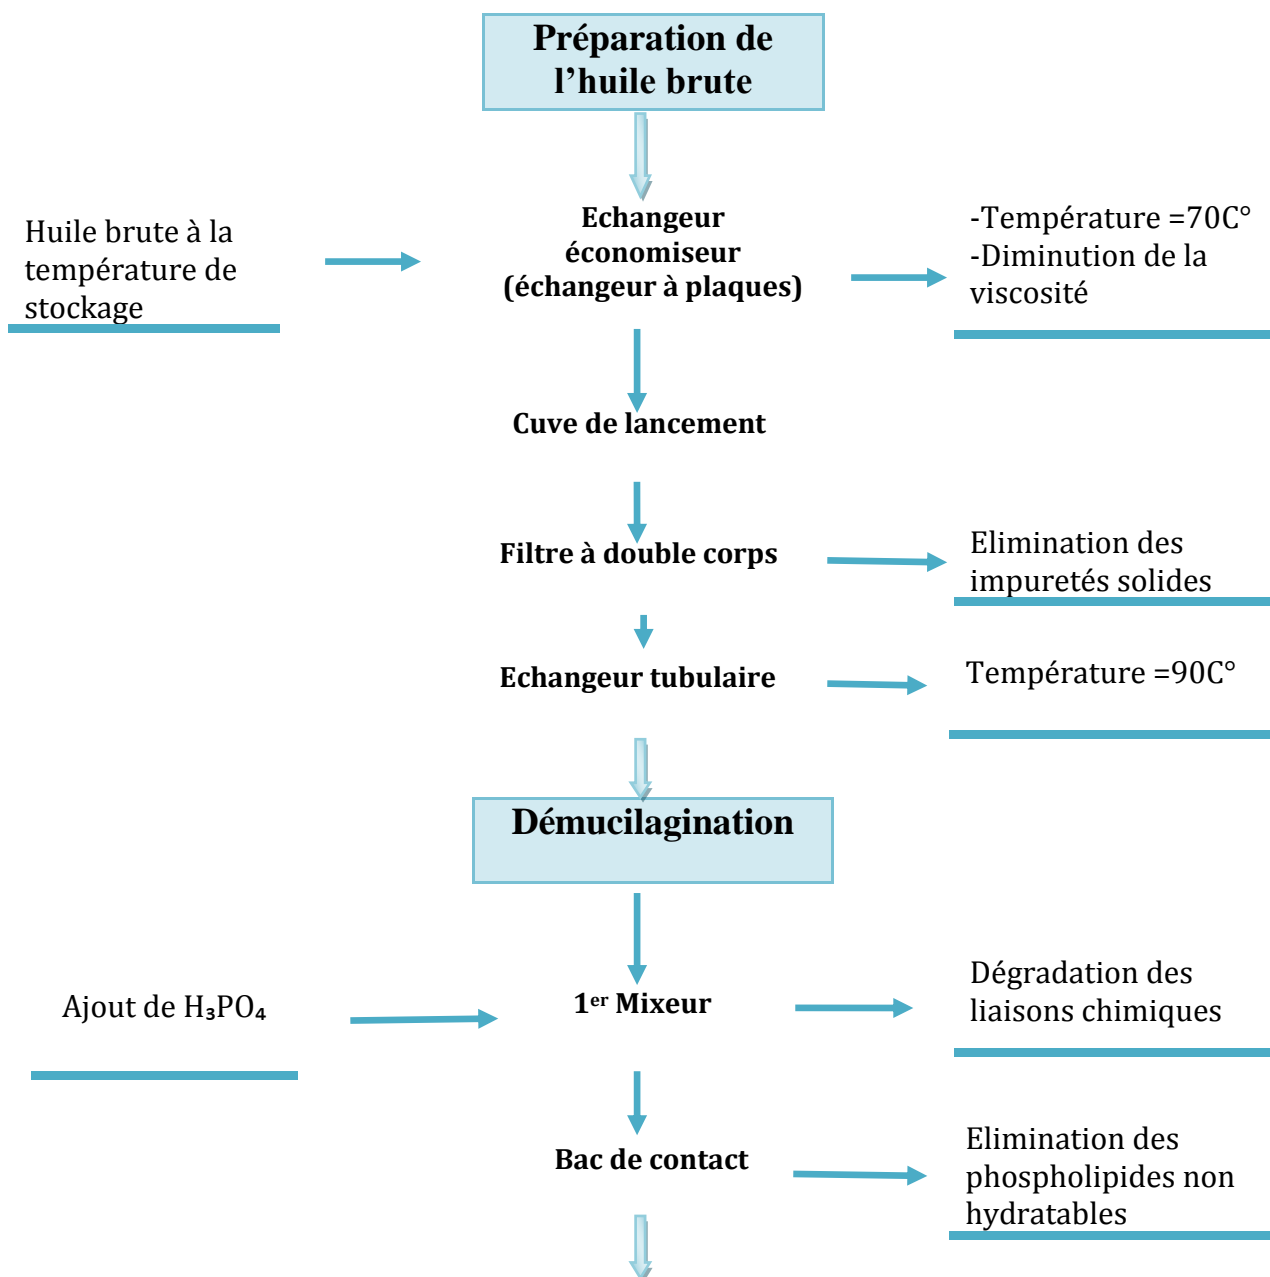 Préparation de
l’huile brute
Huile brute à la
température de
stockage
Echangeur
économiseur
(échangeur à plaques)
-Température =70C°
-Diminution de la
viscosité
Cuve de lancement
Filtre à double corps
Elimination des
impuretés solides
Echangeur tubulaire
Température =90C°
Démucilagination
Ajout de H₃PO₄
1er Mixeur
Dégradation des
liaisons chimiques
Bac de contact
Elimination des
phospholipides non
hydratables